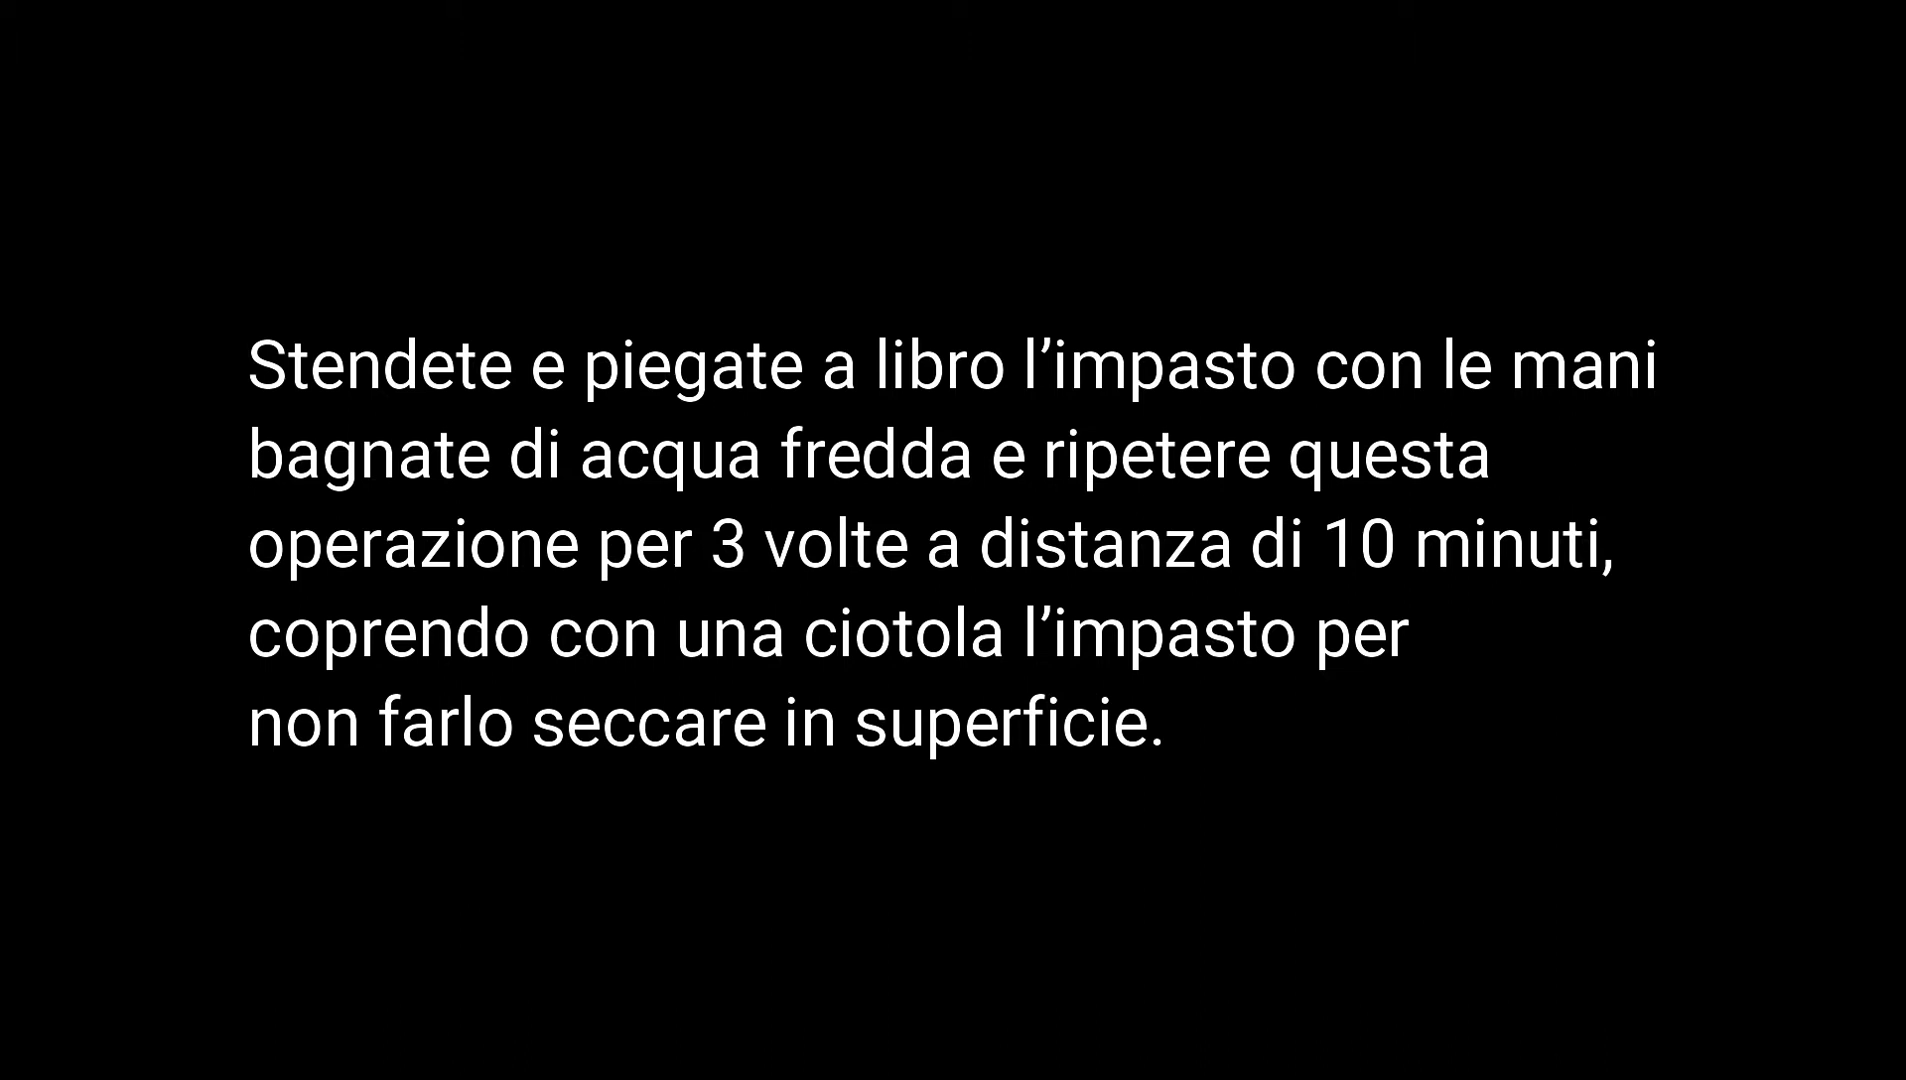 Stendete e piegate a libro l’impasto con le mani
bagnate di acqua fredda e ripetere questa
operazione per 3 volte a distanza di 10 minuti,
coprendo con una ciotola l’impasto per
non farlo seccare in superficie.